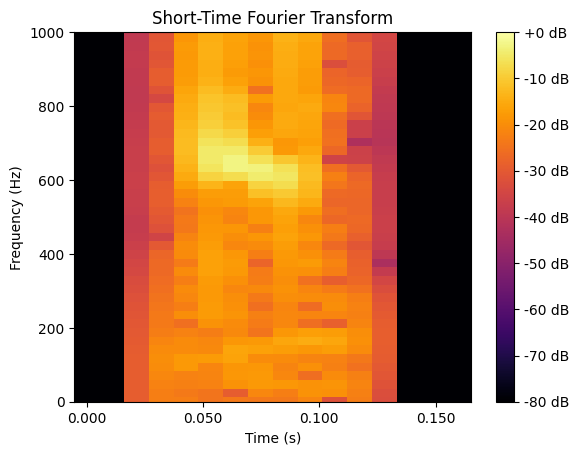 Short-Time Fourier Transform
1000
800
600
400
200
0
Frequency (Hz)
0.000
0.050
0.100
0.150
Time (s)
+0 dB
-10 dB
-20 dB
-30 dB
-40 dB
-50 dB
-60 dB
-70 dB
-80 dB